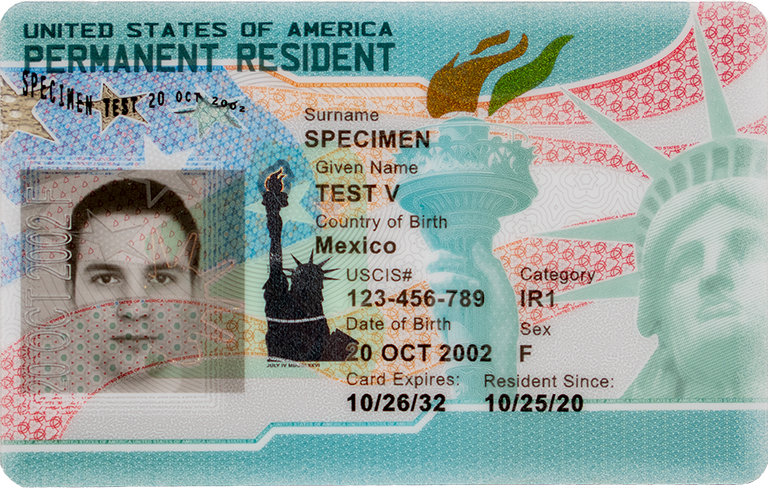 UNITED STATES OF AMERICA
PERMANENT RESIDENT
SPECIMEN TEST 20 OCT 2002
Surname
SPECIMEN
Given Name
TEST V
Country of Birth
Mexico
USCIS# Category
123-456-789 IR1
Date of Birth Sex
20 OCT 2002 F
Card Expires: Resident Since:
10/26/32 10/25/20
20 OCT 2002 F
JULY IV MDCCLXXVI